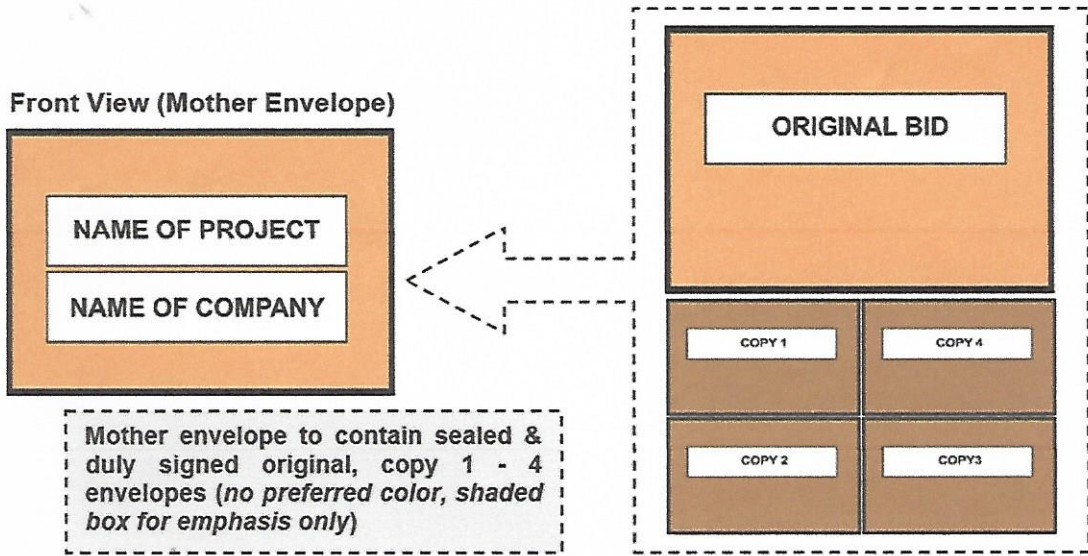 Front View (Mother Envelope)
NAME OF PROJECT
NAME OF COMPANY
Mother envelope to contain sealed &
duly signed original, copy 1 - 4
envelopes (no preferred color, shaded
box for emphasis only)
ORIGINAL BID
COPY 1
COPY 4
COPY 2
COPY3